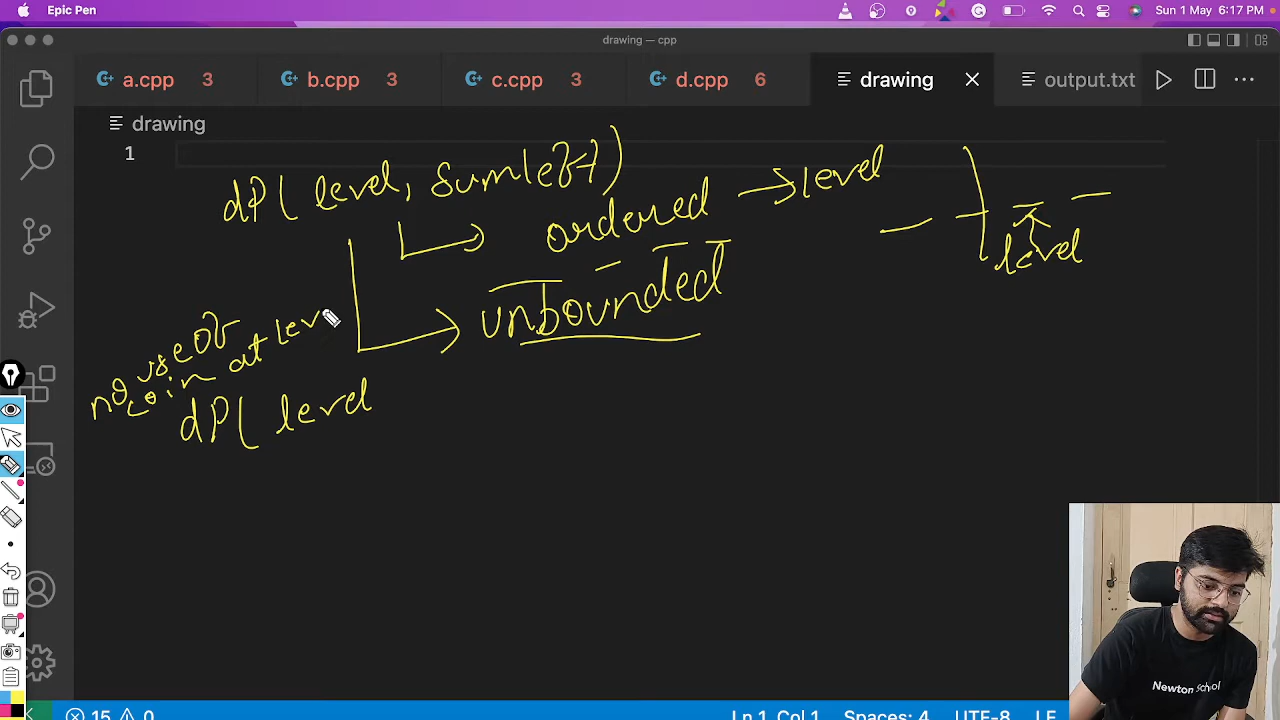 Epic Pen
Sun 1 May 6:17 PM
drawing — cpp
a.cpp 3
b.cpp 3
c.cpp 3
d.cpp 6
drawing
output.txt
drawing
1
dP( level, sumleft)
ordered → level
level
unbounded
no use of
coin at lev
dP( level
Newton School
15 0
Ln 1, Col 1
Spaces: 4
UTF-8
LF